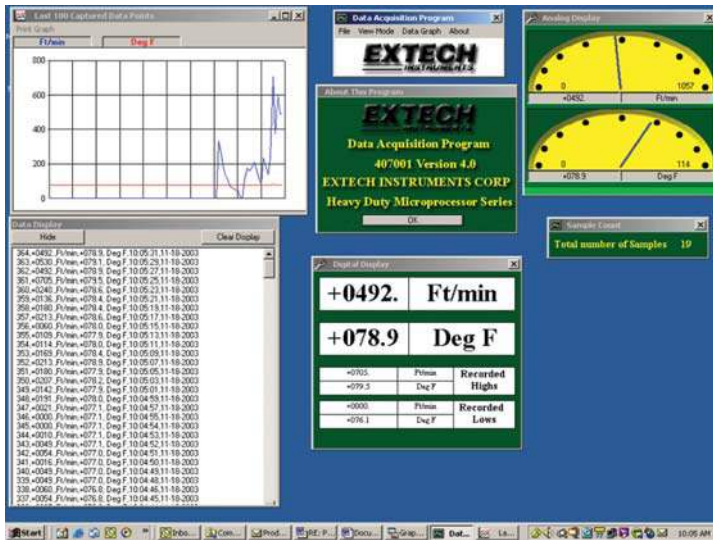 Last 100 Captured Data Points
Print Graph
Ft/min
Deg F
800
600
400
200
0
Data Display
Hide
Clear Display
364,+0492,,Ft/min,+078.9, Deg F,10:05:31,11-18-2003
363,+0530,,Ft/min,+079.1, Deg F,10:05:29,11-18-2003
362,+0492,,Ft/min,+078.9, Deg F,10:05:27,11-18-2003
361,+0705,,Ft/min,+079.5, Deg F,10:05:25,11-18-2003
360,+0240,,Ft/min,+078.6, Deg F,10:05:23,11-18-2003
359,+0136,,Ft/min,+078.4, Deg F,10:05:21,11-18-2003
358,+0180,,Ft/min,+078.4, Deg F,10:05:19,11-18-2003
357,+0213,,Ft/min,+078.6, Deg F,10:05:17,11-18-2003
356,+0060,,Ft/min,+078.0, Deg F,10:05:15,11-18-2003
355,+0109,,Ft/min,+077.9, Deg F,10:05:13,11-18-2003
354,+0114,,Ft/min,+078.0, Deg F,10:05:11,11-18-2003
353,+0169,,Ft/min,+078.4, Deg F,10:05:09,11-18-2003
352,+0213,,Ft/min,+078.9, Deg F,10:05:07,11-18-2003
351,+0180,,Ft/min,+077.9, Deg F,10:05:05,11-18-2003
350,+0207,,Ft/min,+078.2, Deg F,10:05:03,11-18-2003
349,+0142,,Ft/min,+077.9, Deg F,10:05:01,11-18-2003
348,+0191,,Ft/min,+078.0, Deg F,10:04:59,11-18-2003
347,+0021,,Ft/min,+077.1, Deg F,10:04:57,11-18-2003
346,+0000,,Ft/min,+077.1, Deg F,10:04:55,11-18-2003
345,+0000,,Ft/min,+077.1, Deg F,10:04:54,11-18-2003
344,+0010,,Ft/min,+077.1, Deg F,10:04:53,11-18-2003
343,+0049,,Ft/min,+077.1, Deg F,10:04:52,11-18-2003
342,+0054,,Ft/min,+077.0, Deg F,10:04:51,11-18-2003
341,+0016,,Ft/min,+077.0, Deg F,10:04:50,11-18-2003
340,+0049,,Ft/min,+077.0, Deg F,10:04:49,11-18-2003
339,+0049,,Ft/min,+077.0, Deg F,10:04:48,11-18-2003
338,+0060,,Ft/min,+076.8, Deg F,10:04:46,11-18-2003
337,+0054,,Ft/min,+076.8, Deg F,10:04:45,11-18-2003
Data Acquisition Program
File View Mode Data Graph About
EXTECH
INSTRUMENTS
About This Program
EXTECH
INSTRUMENTS
Data Acquisition Program
407001 Version 4.0
EXTECH INSTRUMENTS CORP
Heavy Duty Microprocessor Series
OK
Analog Display
0 1057
+0492. Ft/min
0 114
+078.9 Deg F
Sample Count
Total number of Samples 19
Digital Display
+0492. Ft/min
+078.9 Deg F
+0705. Ft/min Recorded
+079.5 Deg F Highs
+0000. Ft/min Recorded
+076.1 Deg F Lows
Start
Inbo...
Com...
Prod...
RE: P...
Docu...
Grap...
Dat...
La...
10:05 AM